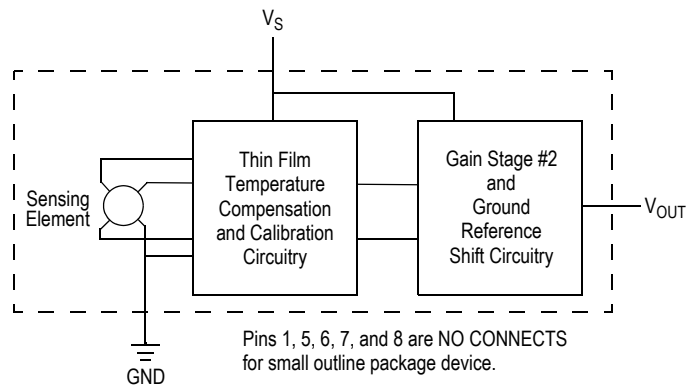 VS
Thin Film
Temperature
Compensation
and Calibration
Circuitry
Gain Stage #2
and
Ground
Reference
Shift Circuitry
Sensing
Element
VOUT
Pins 1, 5, 6, 7, and 8 are NO CONNECTS
for small outline package device.
GND